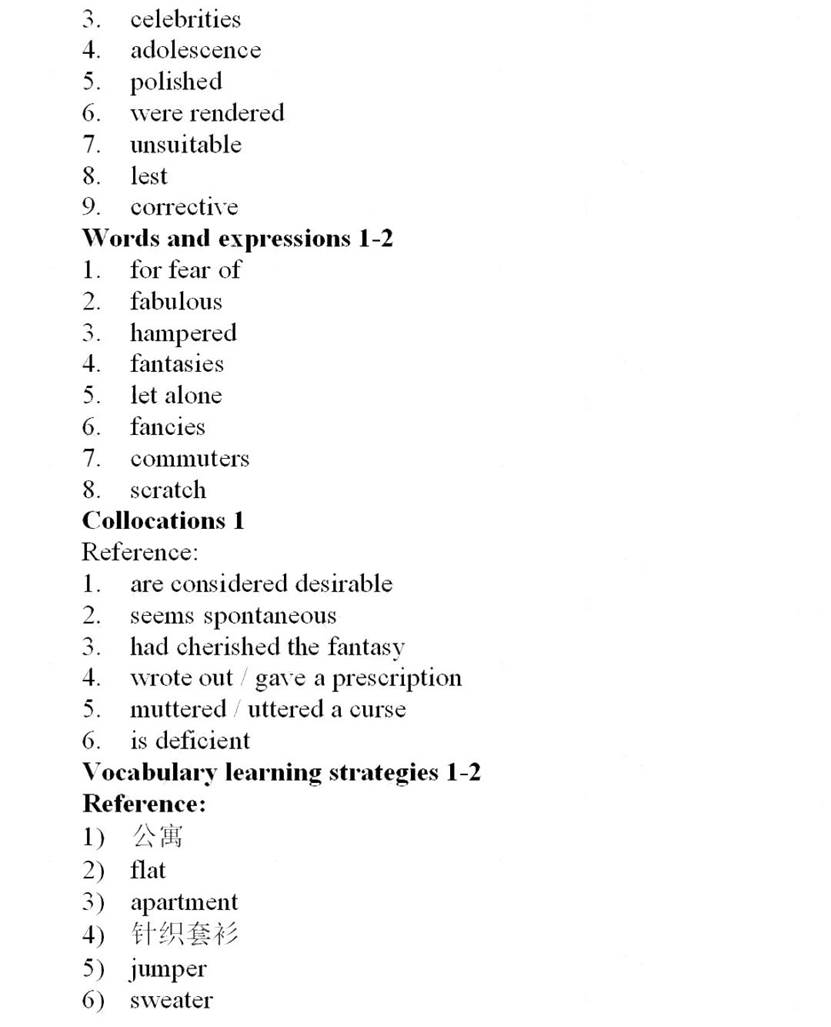 3. celebrities
4. adolescence
5. polished
6. were rendered
7. unsuitable
8. lest
9. corrective
Words and expressions 1-2
1. for fear of
2. fabulous
3. hampered
4. fantasies
5. let alone
6. fancies
7. commuters
8. scratch
Collocations 1
Reference:
1. are considered desirable
2. seems spontaneous
3. had cherished the fantasy
4. wrote out / gave a prescription
5. muttered / uttered a curse
6. is deficient
Vocabulary learning strategies 1-2
Reference:
1) 公寓
2) flat
3) apartment
4) 针织套衫
5) jumper
6) sweater